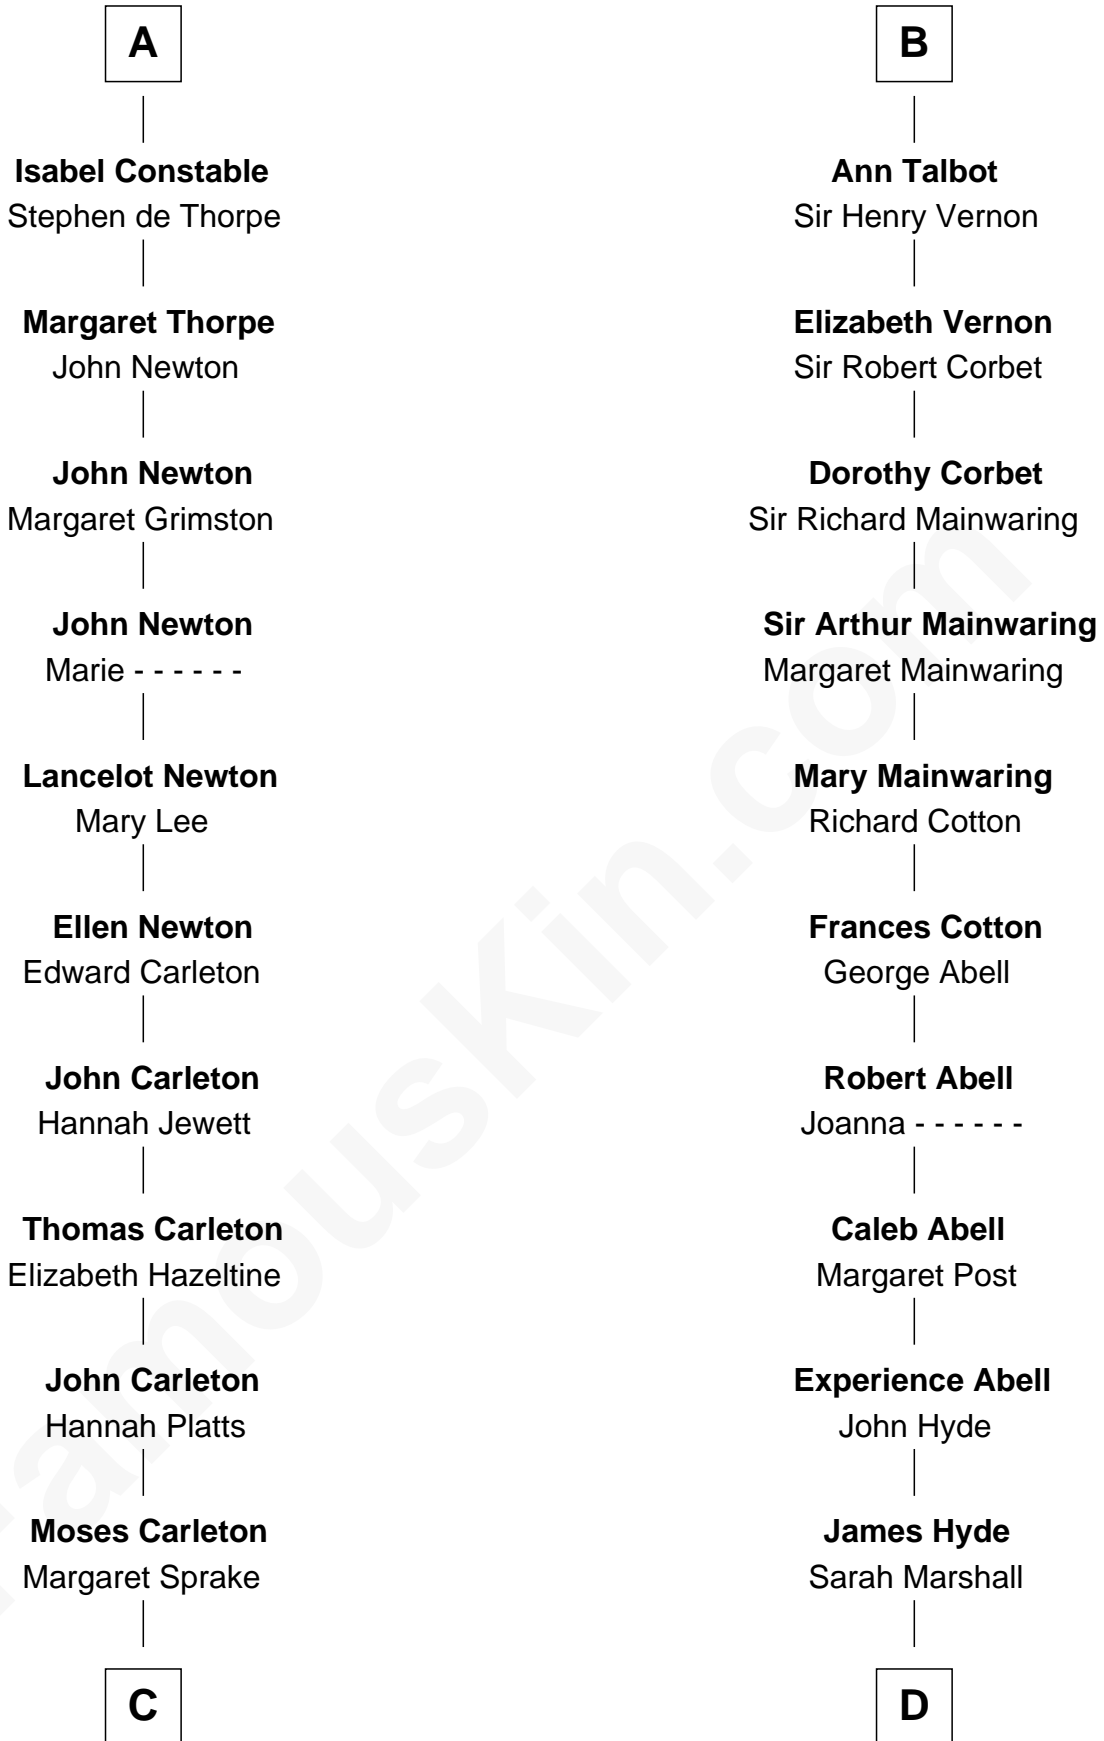 A
Isabel Constable
Stephen de Thorpe
Margaret Thorpe
John Newton
John Newton
Margaret Grimston
John Newton
Marie - - - - - -
Lancelot Newton
Mary Lee
Ellen Newton
Edward Carleton
John Carleton
Hannah Jewett
Thomas Carleton
Elizabeth Hazeltine
John Carleton
Hannah Platts
Moses Carleton
Margaret Sprake
C
B
Ann Talbot
Sir Henry Vernon
Elizabeth Vernon
Sir Robert Corbet
Dorothy Corbet
Sir Richard Mainwaring
Sir Arthur Mainwaring
Margaret Mainwaring
Mary Mainwaring
Richard Cotton
Frances Cotton
George Abell
Robert Abell
Joanna - - - - - -
Caleb Abell
Margaret Post
Experience Abell
John Hyde
James Hyde
Sarah Marshall
D
FamousKin.com